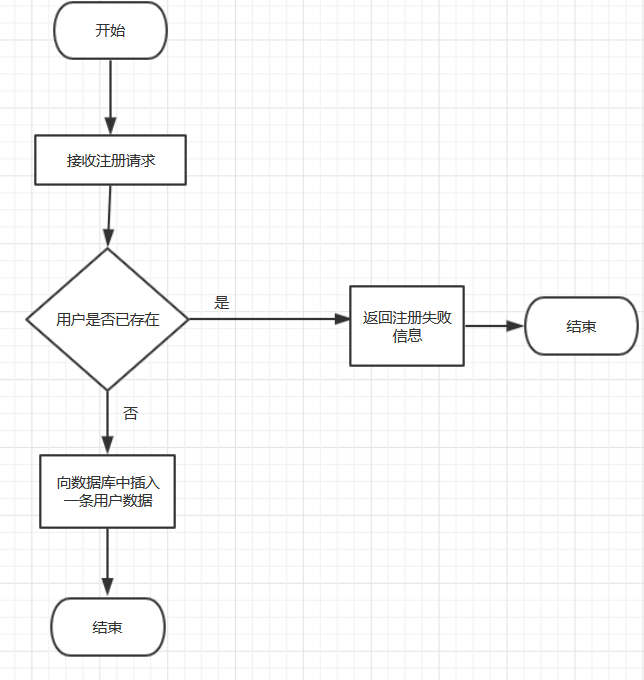 开始
接收注册请求
用户是否已存在
是
返回注册失败
信息
结束
否
向数据库中插入
一条用户数据
结束